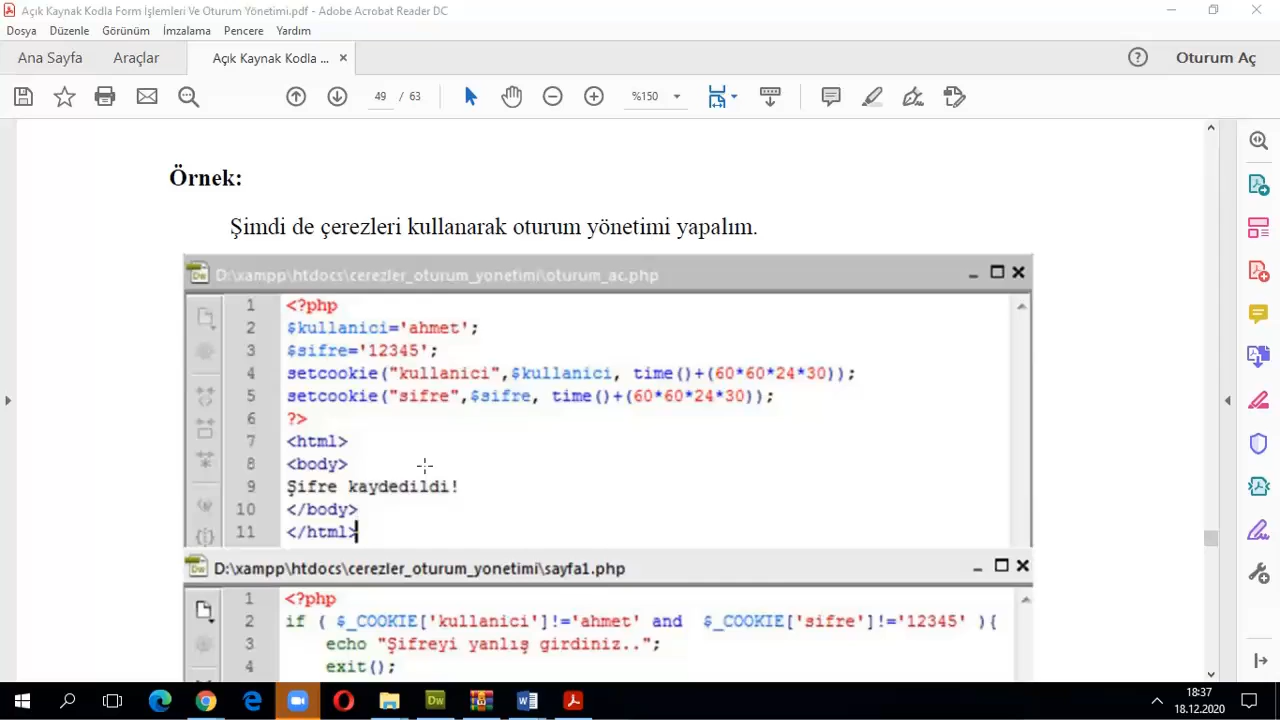 Açık Kaynak Kodla Form İşlemleri Ve Oturum Yönetimi.pdf - Adobe Acrobat Reader DC
Dosya Düzenle Görünüm İmzalama Pencere Yardım
Ana Sayfa Araçlar Açık Kaynak Kodla ... × Oturum Aç
49 / 63 %150
Örnek:
Şimdi de çerezleri kullanarak oturum yönetimi yapalım.
D:\xampp\htdocs\cerezler_oturum_yonetimi\oturum_ac.php
1 <?php
2 $kullanici='ahmet';
3 $sifre='12345';
4 setcookie("kullanici",$kullanici, time()+(60*60*24*30));
5 setcookie("sifre",$sifre, time()+(60*60*24*30));
6 ?>
7 <html>
8 <body>
9 Şifre kaydedildi!
10 </body>
11 </html>
D:\xampp\htdocs\cerezler_oturum_yonetimi\sayfa1.php
1 <?php
2 if ( $_COOKIE['kullanici']!='ahmet' and $_COOKIE['sifre']!='12345' ){
3 echo "Şifreyi yanlış girdiniz..";
4 exit();
18:37
18.12.2020